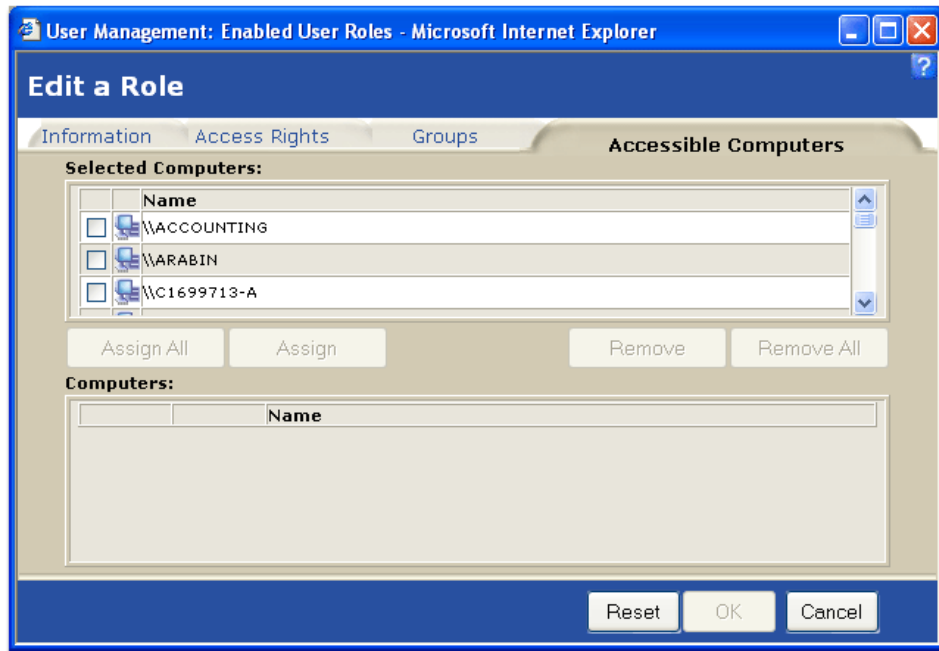 User Management: Enabled User Roles - Microsoft Internet Explorer
?
Edit a Role
Information Access Rights Groups Accessible Computers
Selected Computers:
Name
\\ACCOUNTING
\\ARABIN
\\C1699713-A
Assign All Assign Remove Remove All
Computers:
Name
Reset OK Cancel